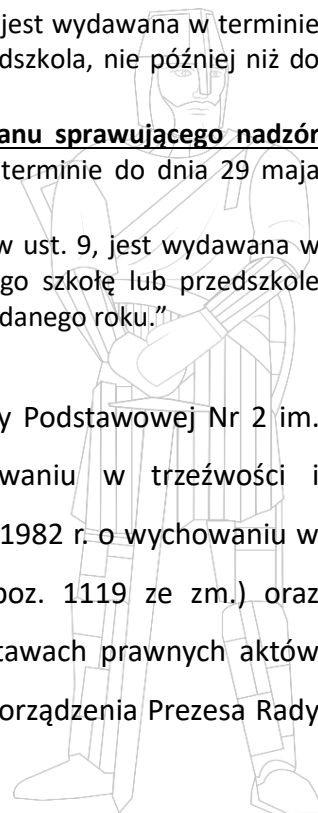 jest wydawana w terminie
edszkola, nie później niż do
anu sprawującego nadzór
terminie do dnia 29 maja
w ust. 9, jest wydawana w
go szkołę lub przedszkole
danego roku.”
y Podstawowej Nr 2 im.
waniu w trzeźwości i
1982 r. o wychowaniu w
poz. 1119 ze zm.) oraz
tawach prawnych aktów
orządzenia Prezesa Rady